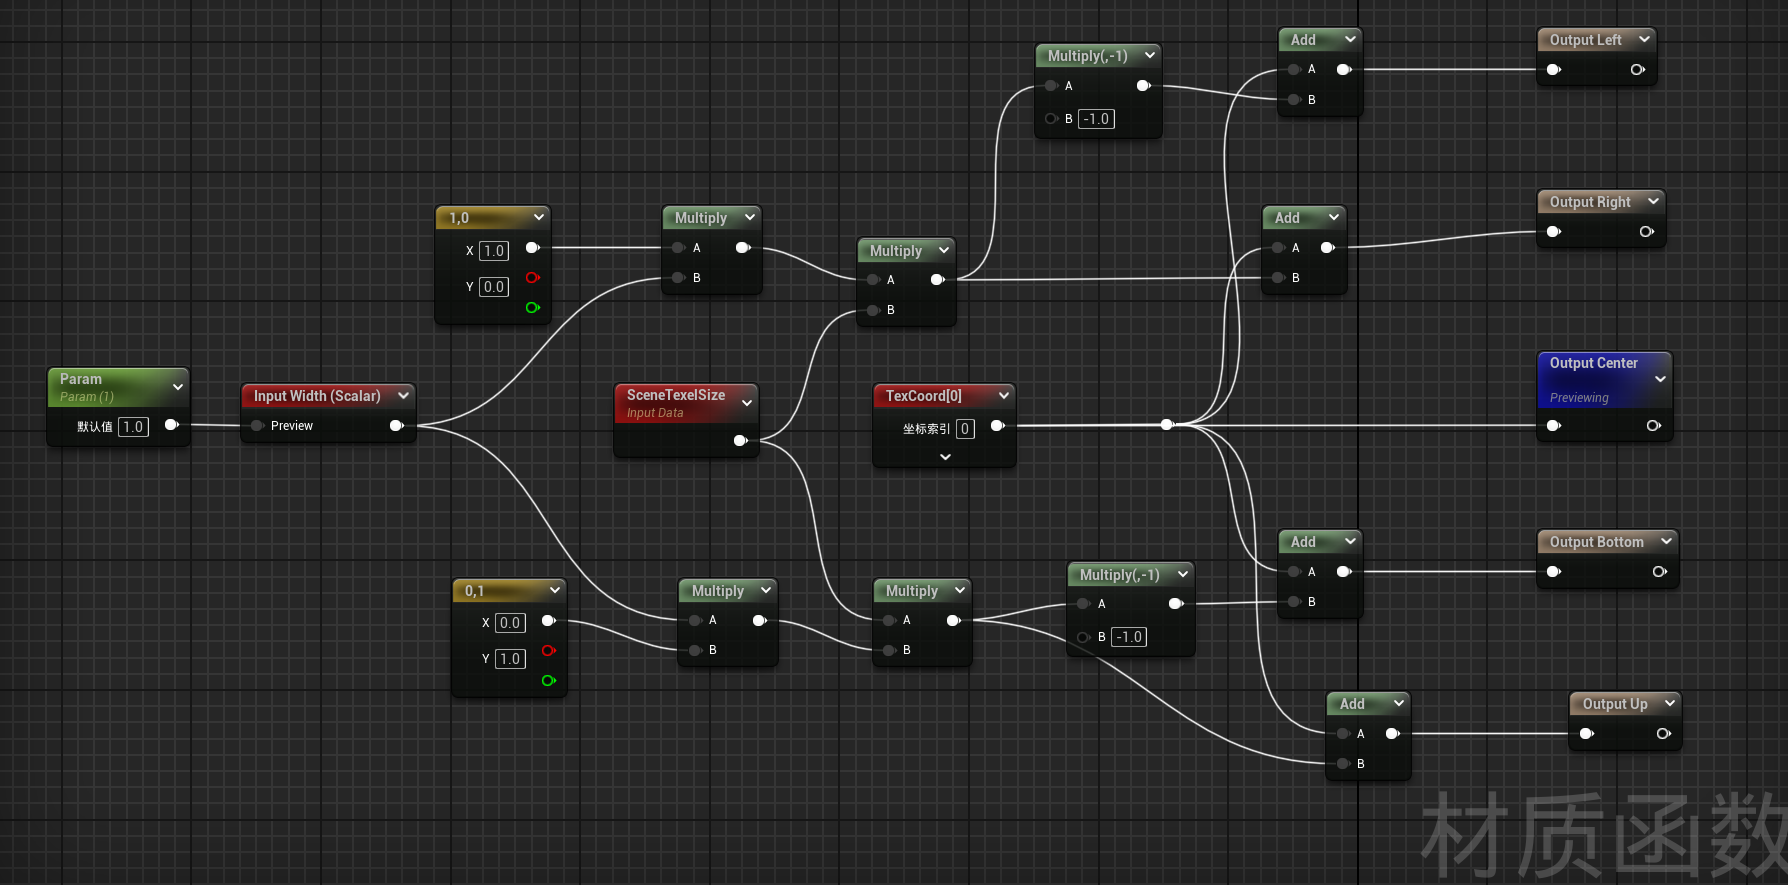 Output Left
Add
A
B
Multiply(,-1)
A
B -1.0
Output Right
1,0
X 1.0
Y 0.0
Multiply
A
B
Multiply
A
B
Add
A
B
Param
Param (1)
默认值 1.0
Input Width (Scalar)
Preview
SceneTexelSize
Input Data
TexCoord[0]
坐标索引 0
Output Center
Previewing
0,1
X 0.0
Y 1.0
Multiply
A
B
Multiply
A
B
Multiply(,-1)
A
B -1.0
Add
A
B
Output Bottom
Add
A
B
Output Up
材质函数